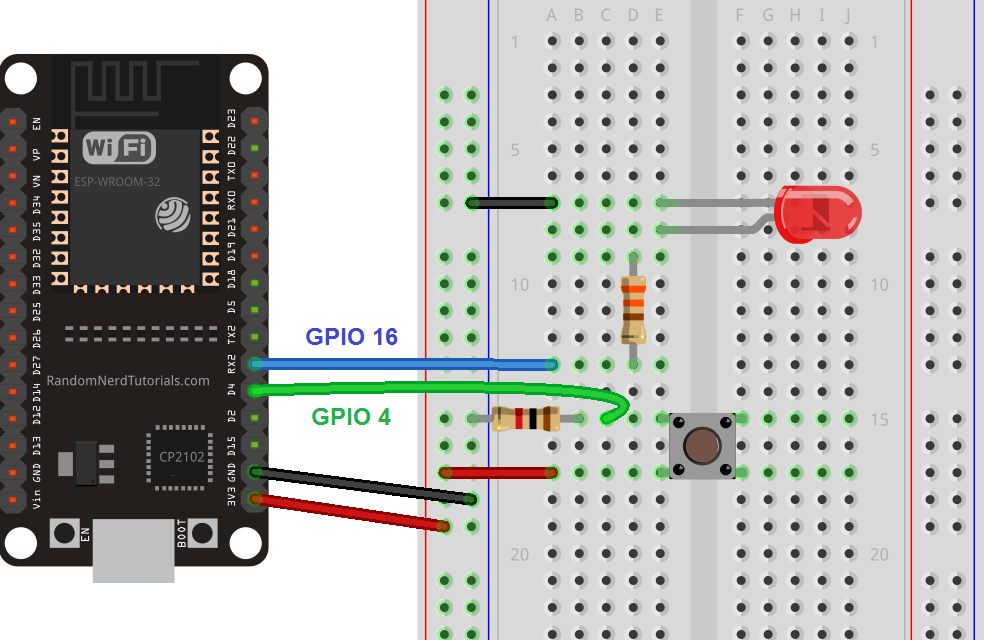 A B C D E F G H I J
1 1
5 5
10 10
15 15
20 20
EN
VP
VN
D34
D35
D32
D33
D25
D26
D27
D14
D12
D13
GND
Vin
D23
D22
TX0
RX0
D21
D19
D18
D5
TX2
RX2
D4
D2
D15
GND
3V3
Wi Fi
ESP-WROOM-32
RandomNerdTutorials.com
CP2102
EN
BOOT
GPIO 16
GPIO 4